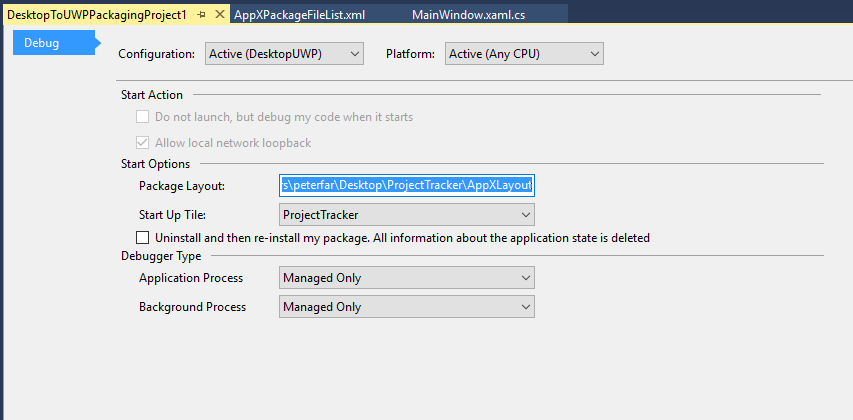 DesktopToUWPPackagingProject1 AppXPackageFileList.xml MainWindow.xaml.cs
Debug
Configuration: Active (DesktopUWP) Platform: Active (Any CPU)
Start Action
Do not launch, but debug my code when it starts
Allow local network loopback
Start Options
Package Layout: rs\peterfar\Desktop\ProjectTracker\AppXLayout
Start Up Tile: ProjectTracker
Uninstall and then re-install my package. All information about the application state is deleted
Debugger Type
Application Process Managed Only
Background Process Managed Only